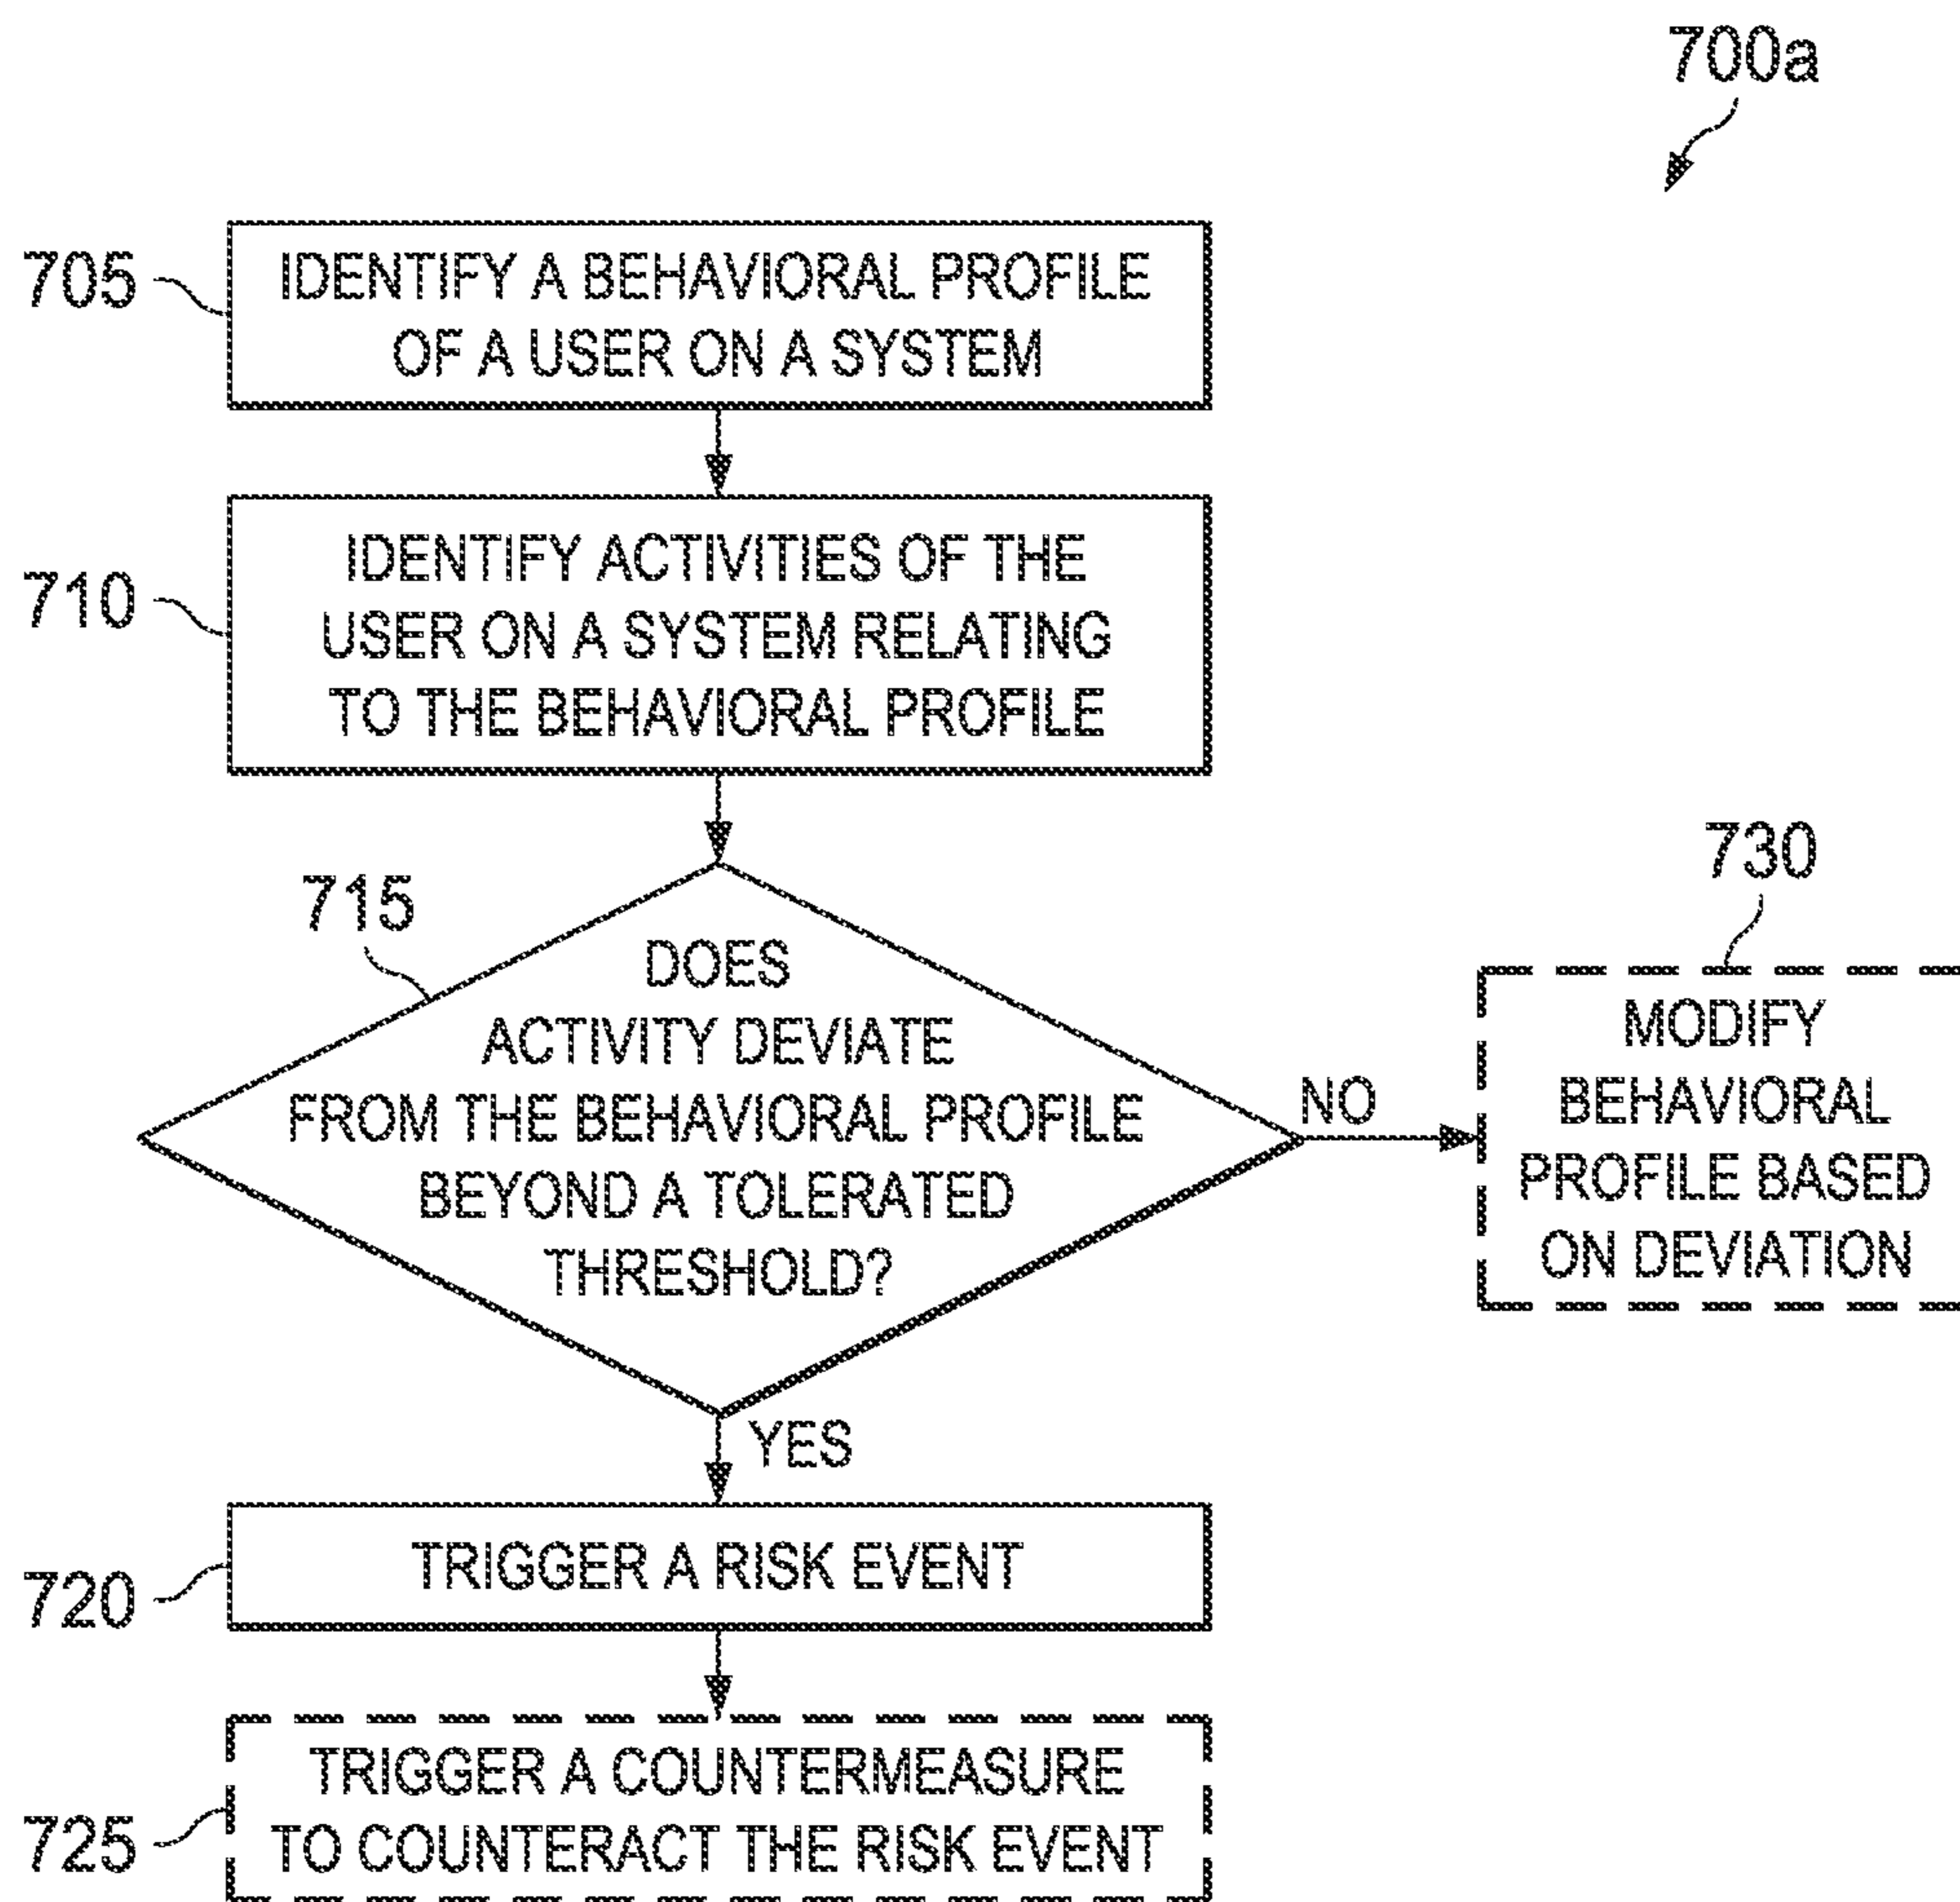 700a
705
IDENTIFY A BEHAVIORAL PROFILE
OF A USER ON A SYSTEM
710
IDENTIFY ACTIVITIES OF THE
USER ON A SYSTEM RELATING
TO THE BEHAVIORAL PROFILE
715
DOES
ACTIVITY DEVIATE
FROM THE BEHAVIORAL PROFILE
BEYOND A TOLERATED
THRESHOLD?
NO
730
MODIFY
BEHAVIORAL
PROFILE BASED
ON DEVIATION
YES
720
TRIGGER A RISK EVENT
725
TRIGGER A COUNTERMEASURE
TO COUNTERACT THE RISK EVENT